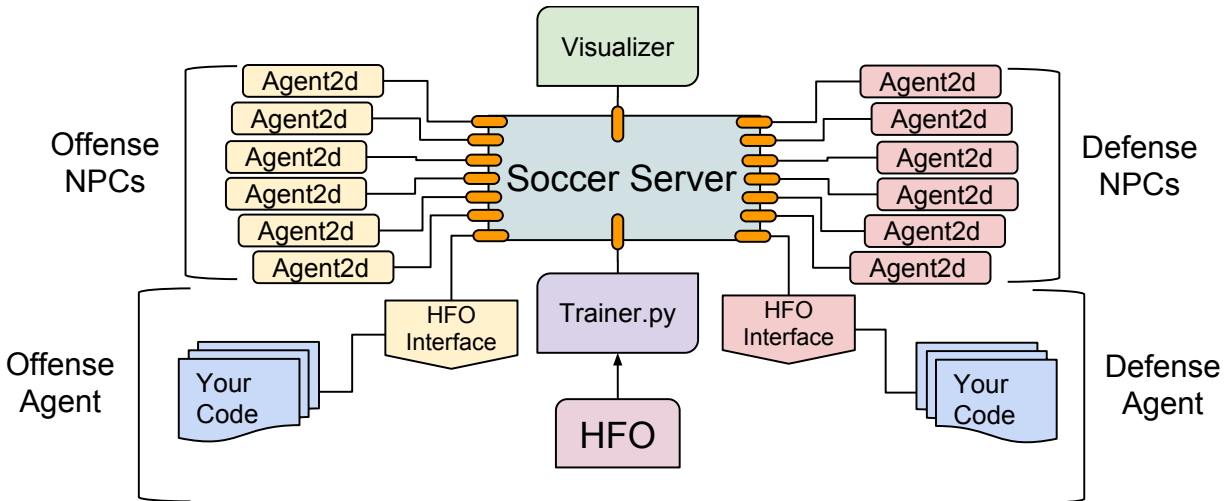 Visualizer
Offense
NPCs
Agent2d
Agent2d
Agent2d
Agent2d
Agent2d
Agent2d
Soccer Server
Agent2d
Agent2d
Agent2d
Agent2d
Agent2d
Agent2d
Defense
NPCs
Offense
Agent
Your
Code
HFO
Interface
Trainer.py
HFO
HFO
Interface
Your
Code
Defense
Agent